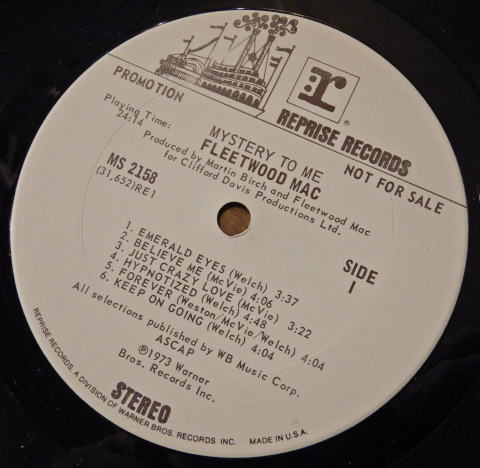 PROMOTION
r
®
REPRISE RECORDS
NOT FOR SALE
Playing Time:
24:14
MYSTERY TO ME
FLEETWOOD MAC
Produced by Martin Birch and Fleetwood Mac
for Clifford Davis Productions Ltd.
MS 2158
(31,652)RE1
SIDE
1
1. EMERALD EYES (Welch) 3:37
2. BELIEVE ME (McVie) 4:06
3. JUST CRAZY LOVE (McVie) 3:22
4. HYPNOTIZED (Welch) 4:48
5. FOREVER (Weston/McVie/Welch) 4:04
6. KEEP ON GOING (Welch) 4:04
All selections published by WB Music Corp.
ASCAP
℗1973 Warner
Bros. Records Inc.
STEREO
REPRISE RECORDS, A DIVISION OF WARNER BROS. RECORDS INC. MADE IN U.S.A.